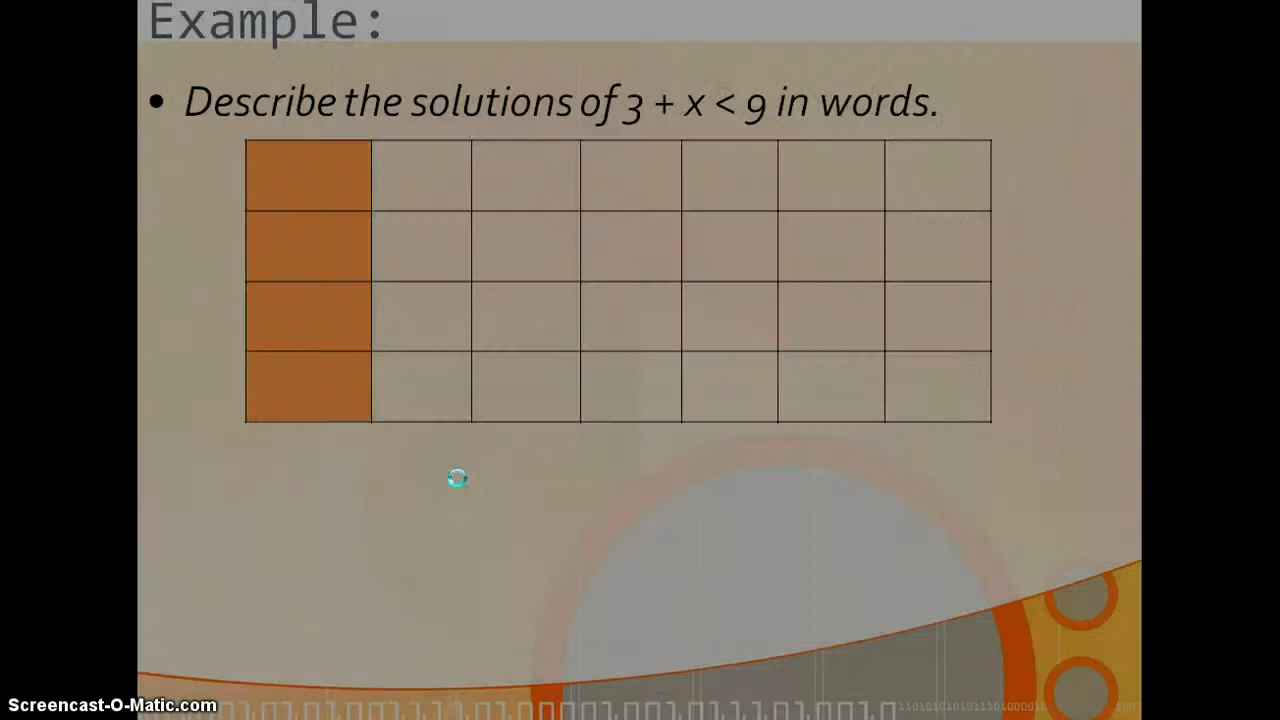 Example:
• Describe the solutions of 3 + x < 9 in words.
Screencast-O-Matic.com